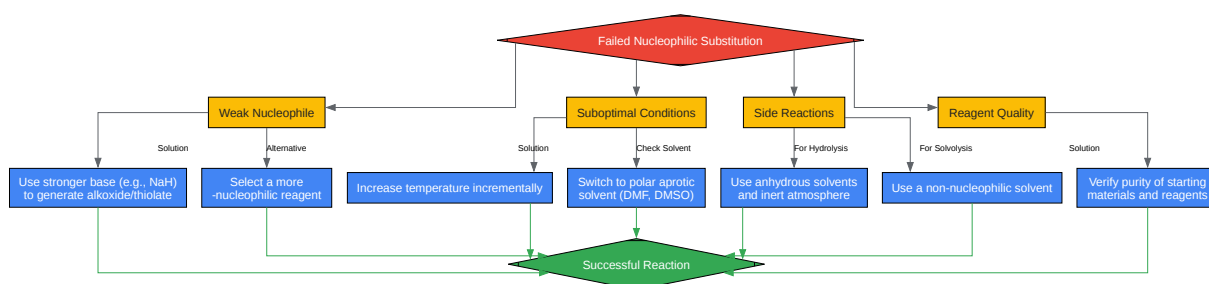 Failed Nucleophilic Substitution
Weak Nucleophile
Suboptimal Conditions
Side Reactions
Reagent Quality
Solution
Alternative
Solution
Check Solvent
For Hydrolysis
For Solvolysis
Solution
Use stronger base (e.g., NaH)
to generate alkoxide/thiolate
Select a more
-nucleophilic reagent
Increase temperature incrementally
Switch to polar aprotic
solvent (DMF, DMSO)
Use anhydrous solvents
and inert atmosphere
Use a non-nucleophilic solvent
Verify purity of starting
materials and reagents
Successful Reaction